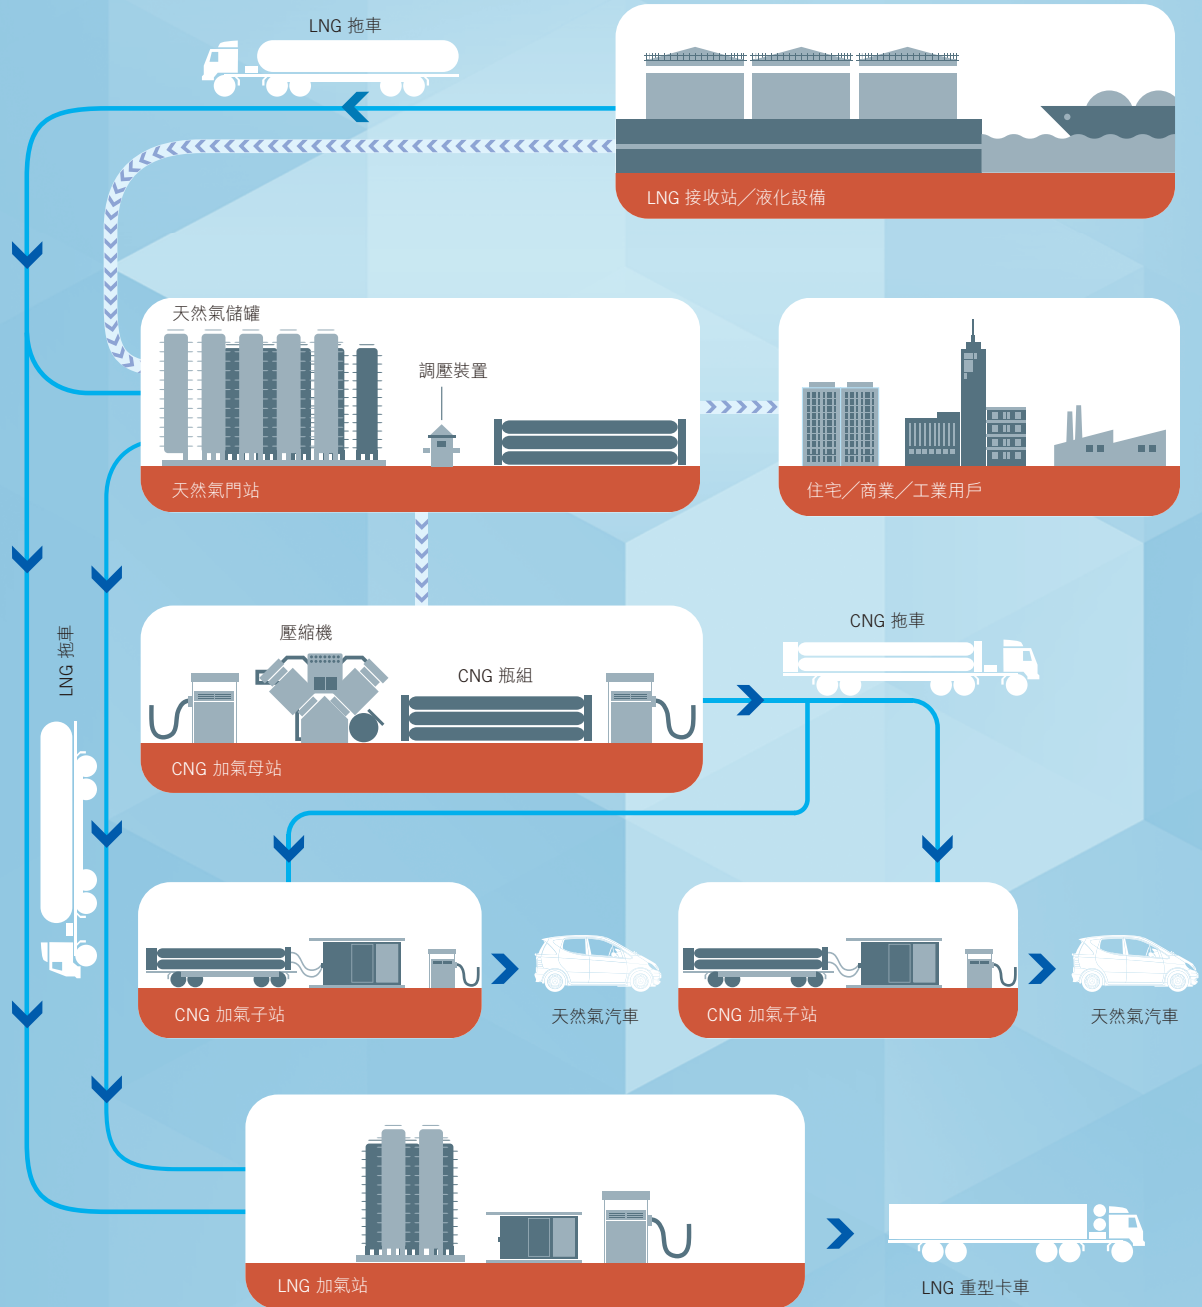 LNG 拖車
LNG 接收站／液化設備
天然氣儲罐
調壓裝置
天然氣門站
住宅／商業／工業用戶
LNG 拖車
壓縮機
CNG 瓶組
CNG 加氣母站
CNG 拖車
CNG 加氣子站
天然氣汽車
CNG 加氣子站
天然氣汽車
LNG 加氣站
LNG 重型卡車